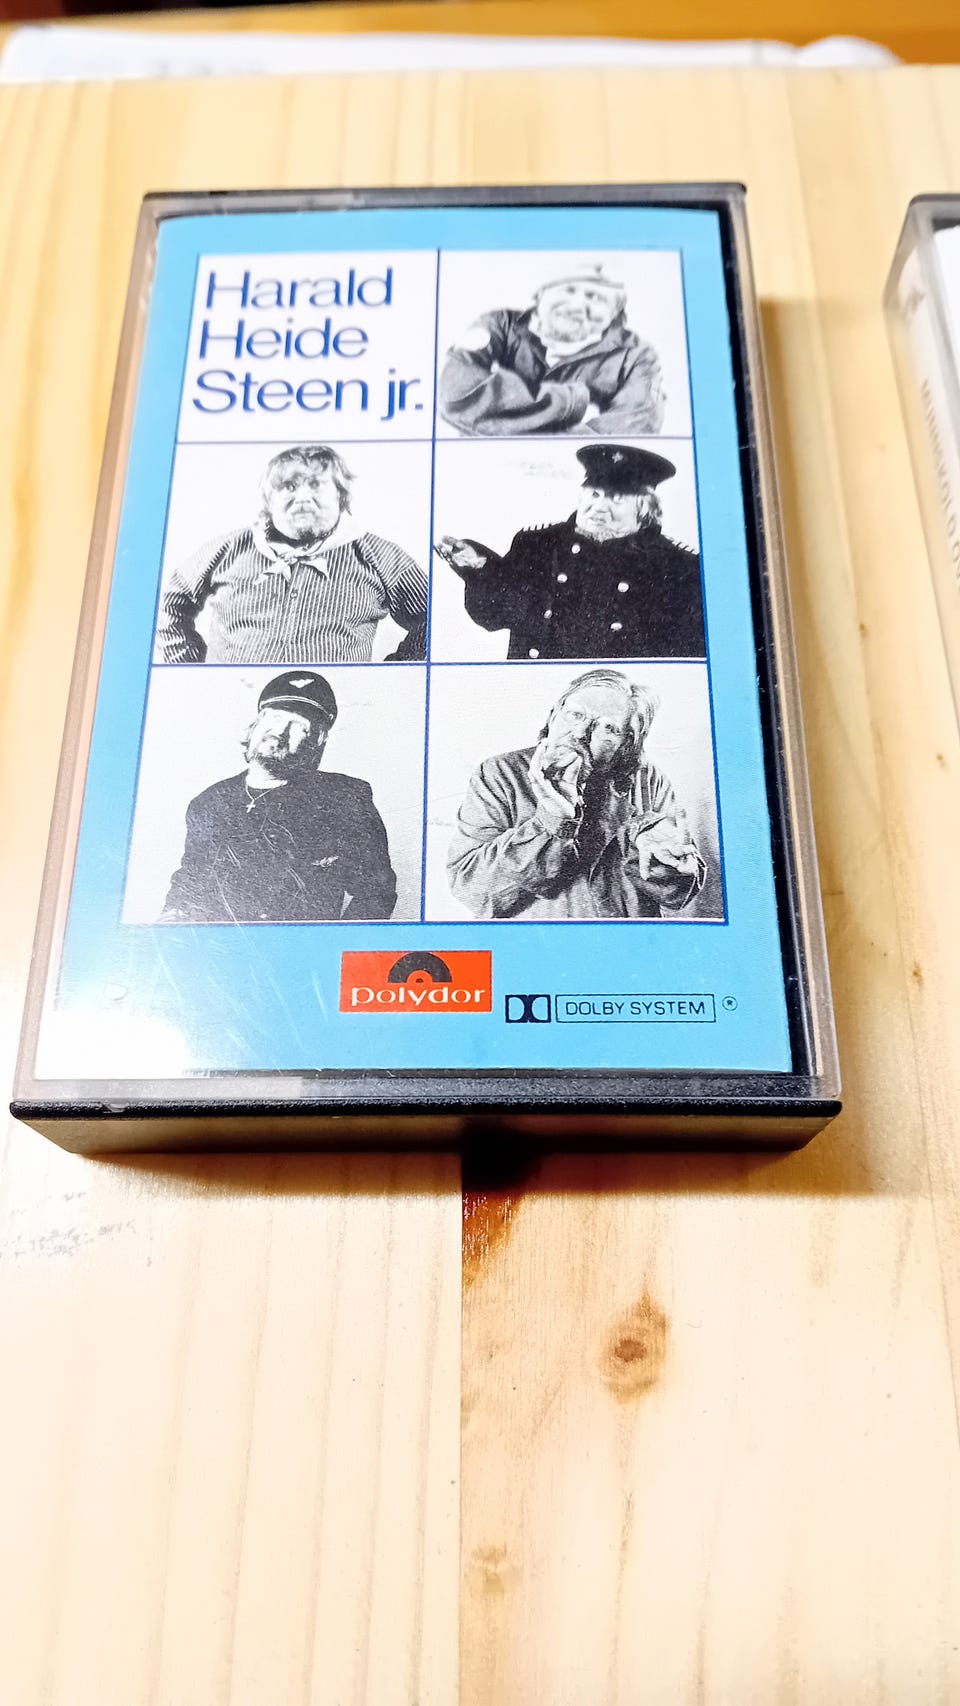 Harald
Heide
Steen jr.
polydor
DOLBY SYSTEM ®